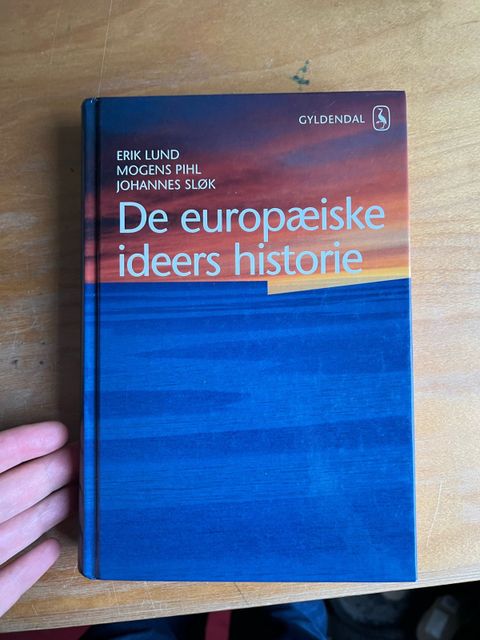 GYLDENDAL
ERIK LUND
MOGENS PIHL
JOHANNES SLØK
De europæiske
ideers historie